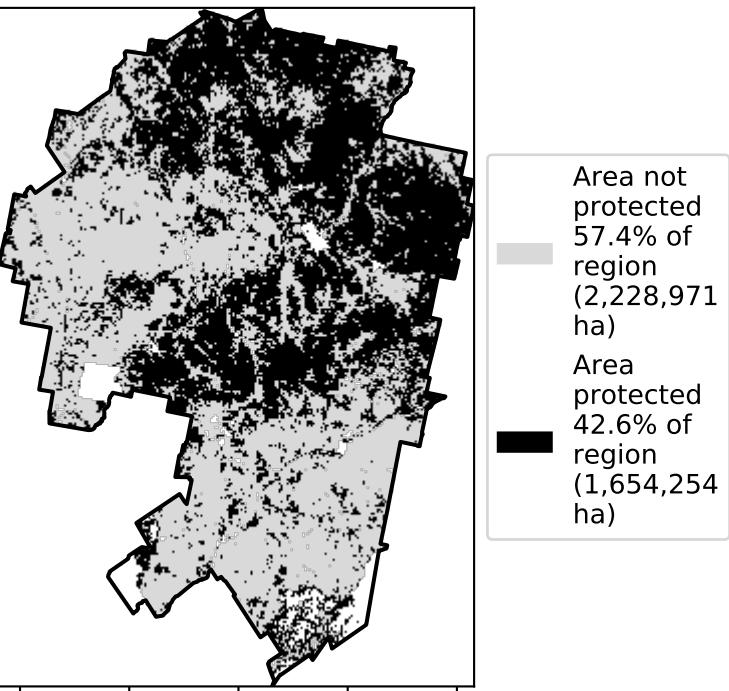 Area not
protected
57.4% of
region
(2,228,971
ha)
Area
protected
42.6% of
region
(1,654,254
ha)